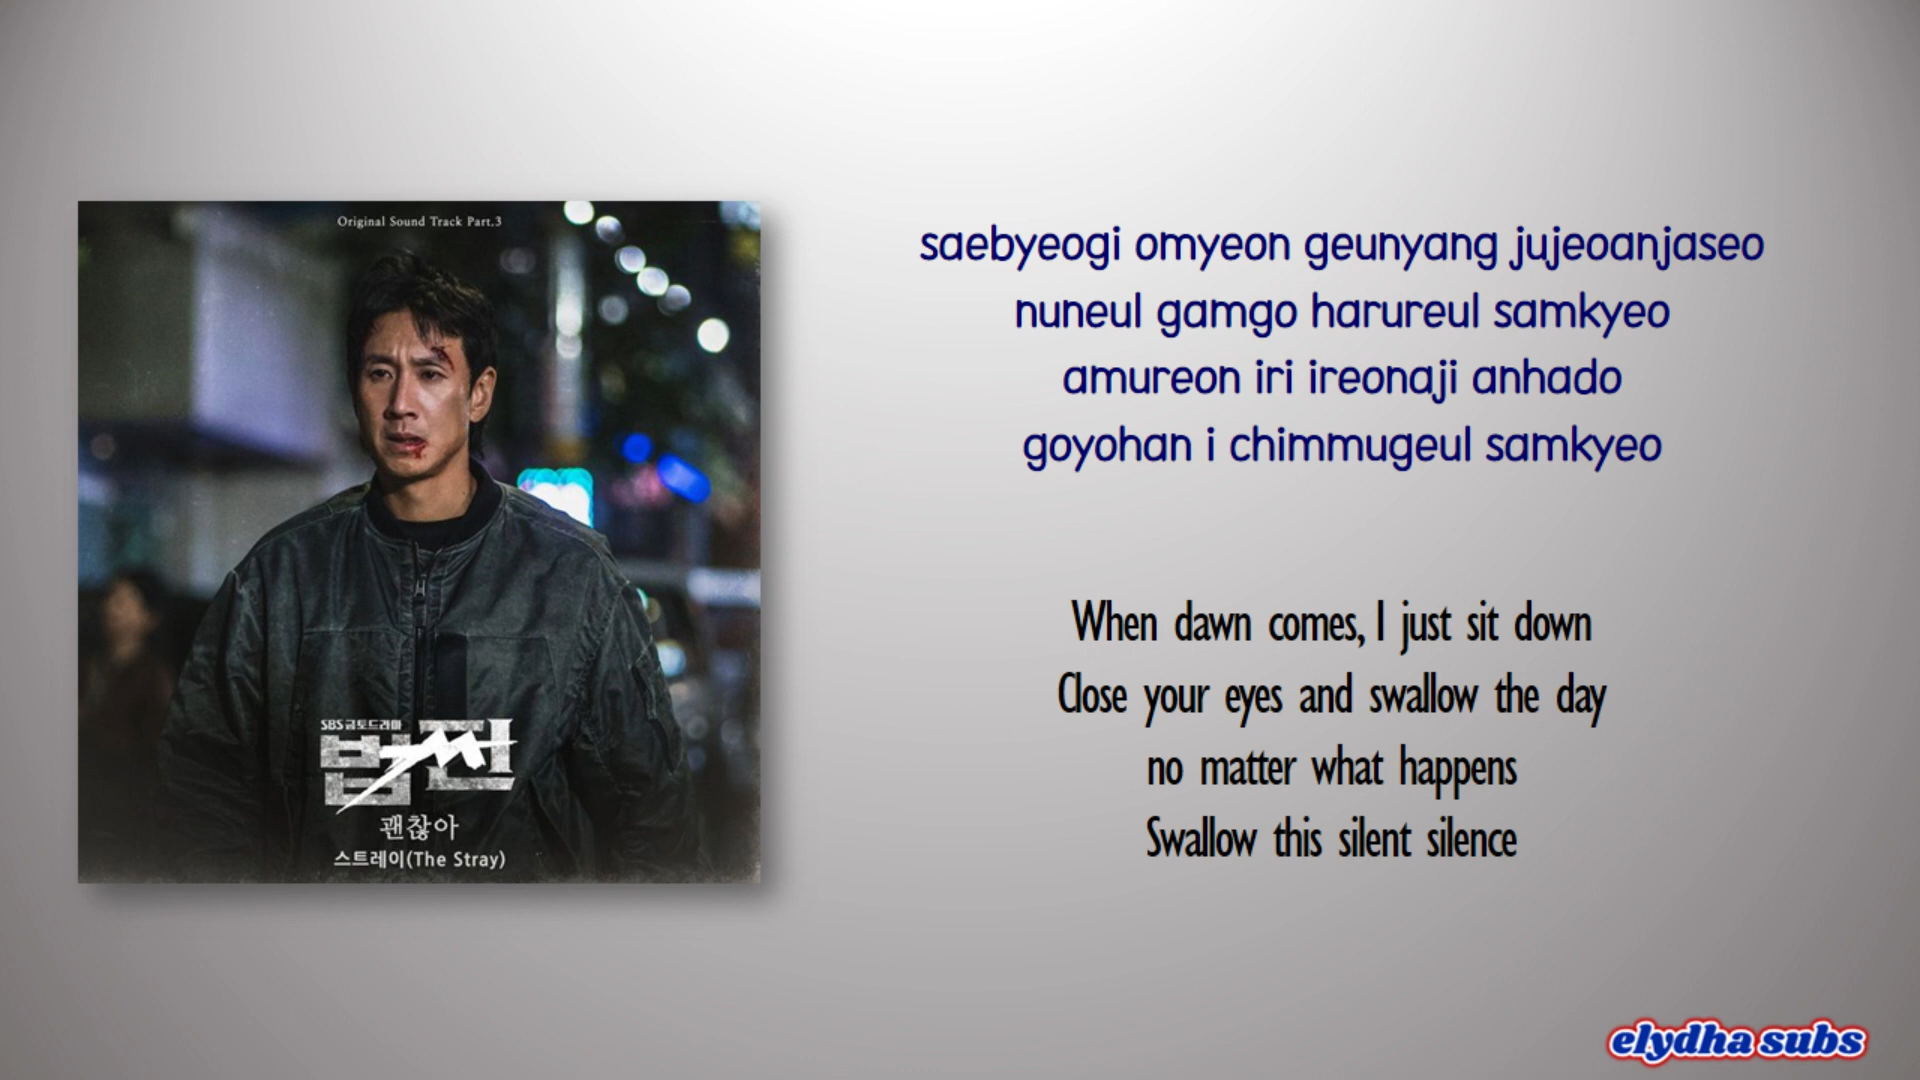 Original Sound Track Part.3
SBS 금토드라마
법쩐
괜찮아
스트레이(The Stray)
saebyeogi omyeon geunyang jujeoanjaseo
nuneul gamgo harureul samkyeo
amureon iri ireonaji anhado
goyohan i chimmugeul samkyeo
When dawn comes, I just sit down
Close your eyes and swallow the day
no matter what happens
Swallow this silent silence
elydha subs